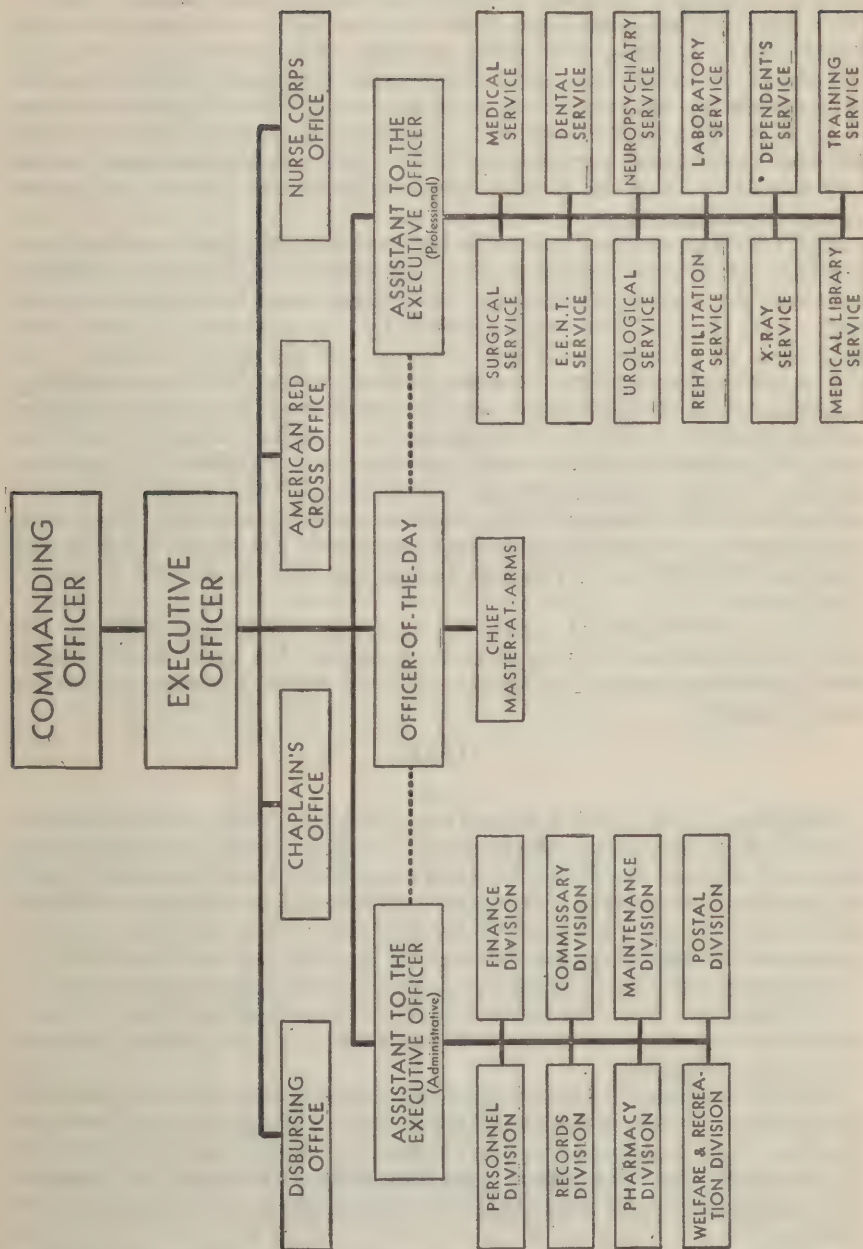 COMMANDING
OFFICER
EXECUTIVE
OFFICER
DISBURSING
OFFICE
CHAPLAIN'S
OFFICE
AMERICAN RED
CROSS OFFICE
NURSE CORPS
OFFICE
ASSISTANT TO THE
EXECUTIVE OFFICER
(Administrative)
OFFICER-OF-THE-DAY
ASSISTANT TO THE
EXECUTIVE OFFICER
(Professional)
PERSONNEL
DIVISION
FINANCE
DIVISION
RECORDS
DIVISION
COMMISSARY
DIVISION
PHARMACY
DIVISION
MAINTENANCE
DIVISION
WELFARE & RECREA-
TION DIVISION
POSTAL
DIVISION
CHIEF
MASTER-AT-ARMS
SURGICAL
SERVICE
MEDICAL
SERVICE
E.E.N.T.
SERVICE
DENTAL
SERVICE
UROLOGICAL
SERVICE
NEUROPSYCHIATRY
SERVICE
REHABILITATION
SERVICE
LABORATORY
SERVICE
X-RAY
SERVICE
DEPENDENT'S
SERVICE
MEDICAL LIBRARY
SERVICE
TRAINING
SERVICE